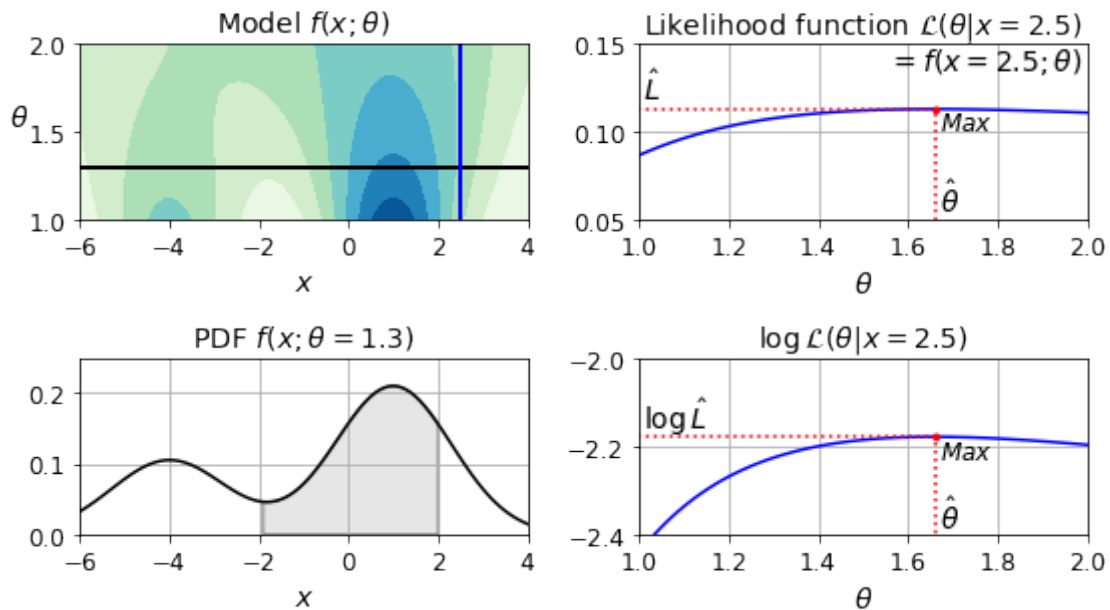 Model f(x; θ)
2.0
θ
1.5
1.0
−6 −4 −2 0 2 4
x
Likelihood function ℒ(θ|x = 2.5)
= f(x = 2.5; θ)
0.15
L̂
0.10
Max
θ̂
0.05
1.0 1.2 1.4 1.6 1.8 2.0
θ
PDF f(x; θ = 1.3)
0.2
0.1
0.0
−6 −4 −2 0 2 4
x
log ℒ(θ|x = 2.5)
−2.0
log L̂
−2.2
Max
θ̂
−2.4
1.0 1.2 1.4 1.6 1.8 2.0
θ